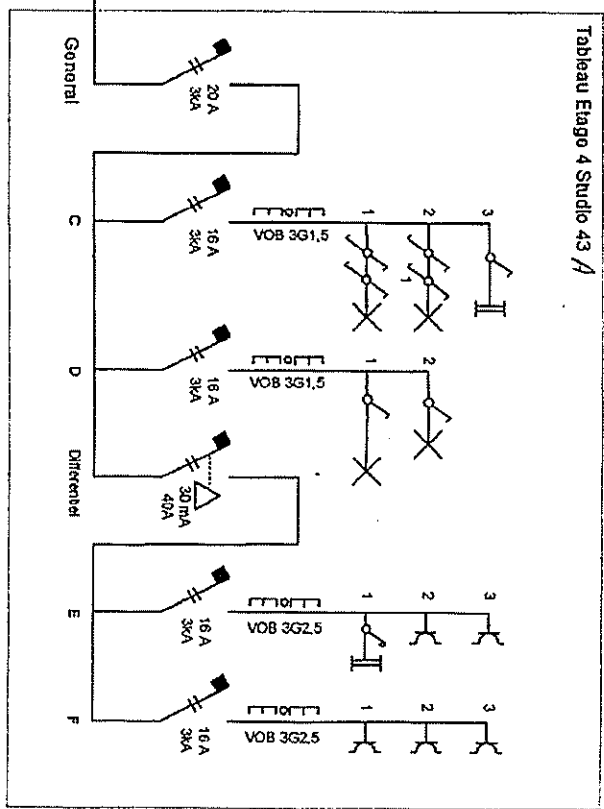 Tableau Etago 4 Studio 43 A
Gonoral
20 A
3kA
C
16 A
3kA
VOB 3G1,5
1
2
1
3
D
16 A
3kA
VOB 3G1,5
1
2
Differentiel
30 mA
40A
E
16 A
3kA
VOB 3G2,5
1
2
3
F
16 A
3kA
VOB 3G2,5
1
2
3